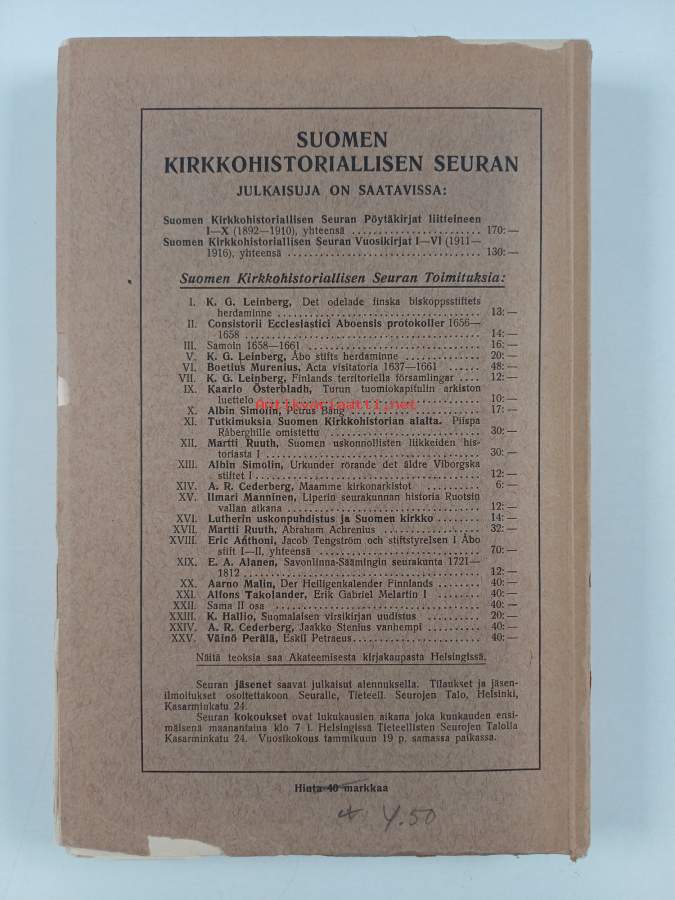 SUOMEN
KIRKKOHISTORIALLISEN SEURAN
JULKAISUJA ON SAATAVISSA:
Suomen Kirkkohistoriallisen Seuran Pöytäkirjat liitteineen
I—X (1892—1910), yhteensä ........................ 170: —
Suomen Kirkkohistoriallisen Seuran Vuosikirjat I—VI (1911—
1916), yhteensä ........................ 130: —
Suomen Kirkkohistoriallisen Seuran Toimituksia:
I. K. G. Leinberg, Det odelade finska biskoppsstiftets
herdaminne ........................ 13: —
II. Consistorii Ecclesiastici Aboensis protokoller 1656—
1658 ........................ 14: —
III. Samoin 1658—1661 ........................ 16: —
V. K. G. Leinberg, Åbo stifts herdaminne ........................ 20: —
VI. Boetius Murenius, Acta visitatoria 1637—1661 ...... 48: —
VII. K. G. Leinberg, Finlands territoriella församlingar .... 12: —
IX. Kaarlo Österbladh, Turun tuomiokapitulin arkiston
luettelo ........................ 10: —
X. Albin Simolin, Petrus Bång ........................ 17: —
XI. Tutkimuksia Suomen Kirkkohistorian alalta. Piispa
Råberghille omistettu ........................ 30: —
XII. Martti Ruuth, Suomen uskonnollisten liikkeiden his-
toriasta I ........................ 30: —
XIII. Albin Simolin, Urkunder rörande det äldre Viborgska
stiftet I ........................ 12: —
XIV. A. R. Cederberg, Maamme kirkonarkistot .......... 6: —
XV. Ilmari Manninen, Liperin seurakunnan historia Ruotsin
vallan aikana ........................ 12: —
XVI. Lutherin uskonpuhdistus ja Suomen kirkko .......... 14: —
XVII. Martti Ruuth, Abraham Achrenius .................. 32: —
XVIII. Eric Anthoni, Jacob Tengström och stiftstyrelsen i Åbo
stift I—II, yhteensä ........................ 70: —
XIX. E. A. Alanen, Savonlinna-Säämingin seurakunta 1721—
1812 ........................ 12: —
XX. Aarno Malin, Der Heiligenkalender Finnlands ........ 40: —
XXI. Alfons Takolander, Erik Gabriel Melartin I ........ 40: —
XXII. Sama II osa ........................ 40: —
XXIII. K. Hallio, Suomalaisen virsikirjan uudistus ........ 20: —
XXIV. A. R. Cederberg, Jaakko Stenius vanhempi .......... 40: —
XXV. Väinö Perälä, Eskil Petraeus ........................ 40: —
Näitä teoksia saa Akateemisesta kirjakaupasta Helsingissä.
Seuran jäsenet saavat julkaisut alennuksella. Tilaukset ja jäsen-
ilmoitukset osoitettakoon Seuralle, Tieteell. Seurojen Talo, Helsinki,
Kasarminkatu 24.
Seuran kokoukset ovat lukukausien aikana joka kuukauden ensi-
mäisenä maanantaina klo 7 i. Helsingissä Tieteellisten Seurojen Talolla
Kasarminkatu 24. Vuosikokous tammikuun 19 p. samassa paikassa.
Hinta 40 markkaa
4.50
Antikvariaatti.net